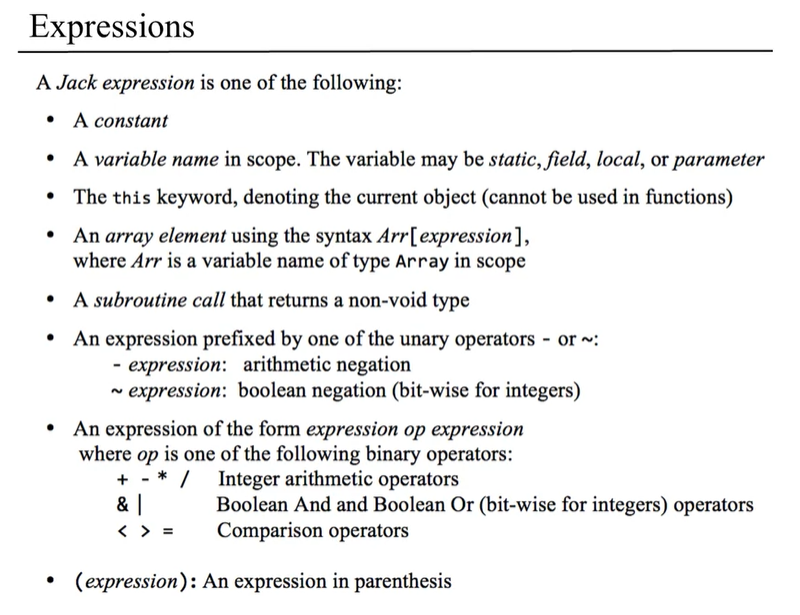 Expressions
A Jack expression is one of the following:
• A constant
• A variable name in scope. The variable may be static, field, local, or parameter
• The this keyword, denoting the current object (cannot be used in functions)
• An array element using the syntax Arr[expression],
where Arr is a variable name of type Array in scope
• A subroutine call that returns a non-void type
• An expression prefixed by one of the unary operators - or ~:
- expression: arithmetic negation
~ expression: boolean negation (bit-wise for integers)
• An expression of the form expression op expression
where op is one of the following binary operators:
+ - * / Integer arithmetic operators
& | Boolean And and Boolean Or (bit-wise for integers) operators
< > = Comparison operators
• (expression): An expression in parenthesis